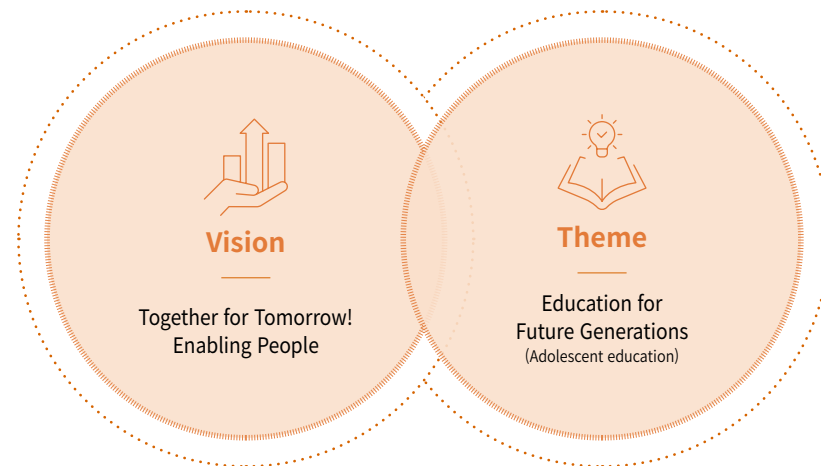 Vision
Together for Tomorrow!
Enabling People
Theme
Education for
Future Generations
(Adolescent education)